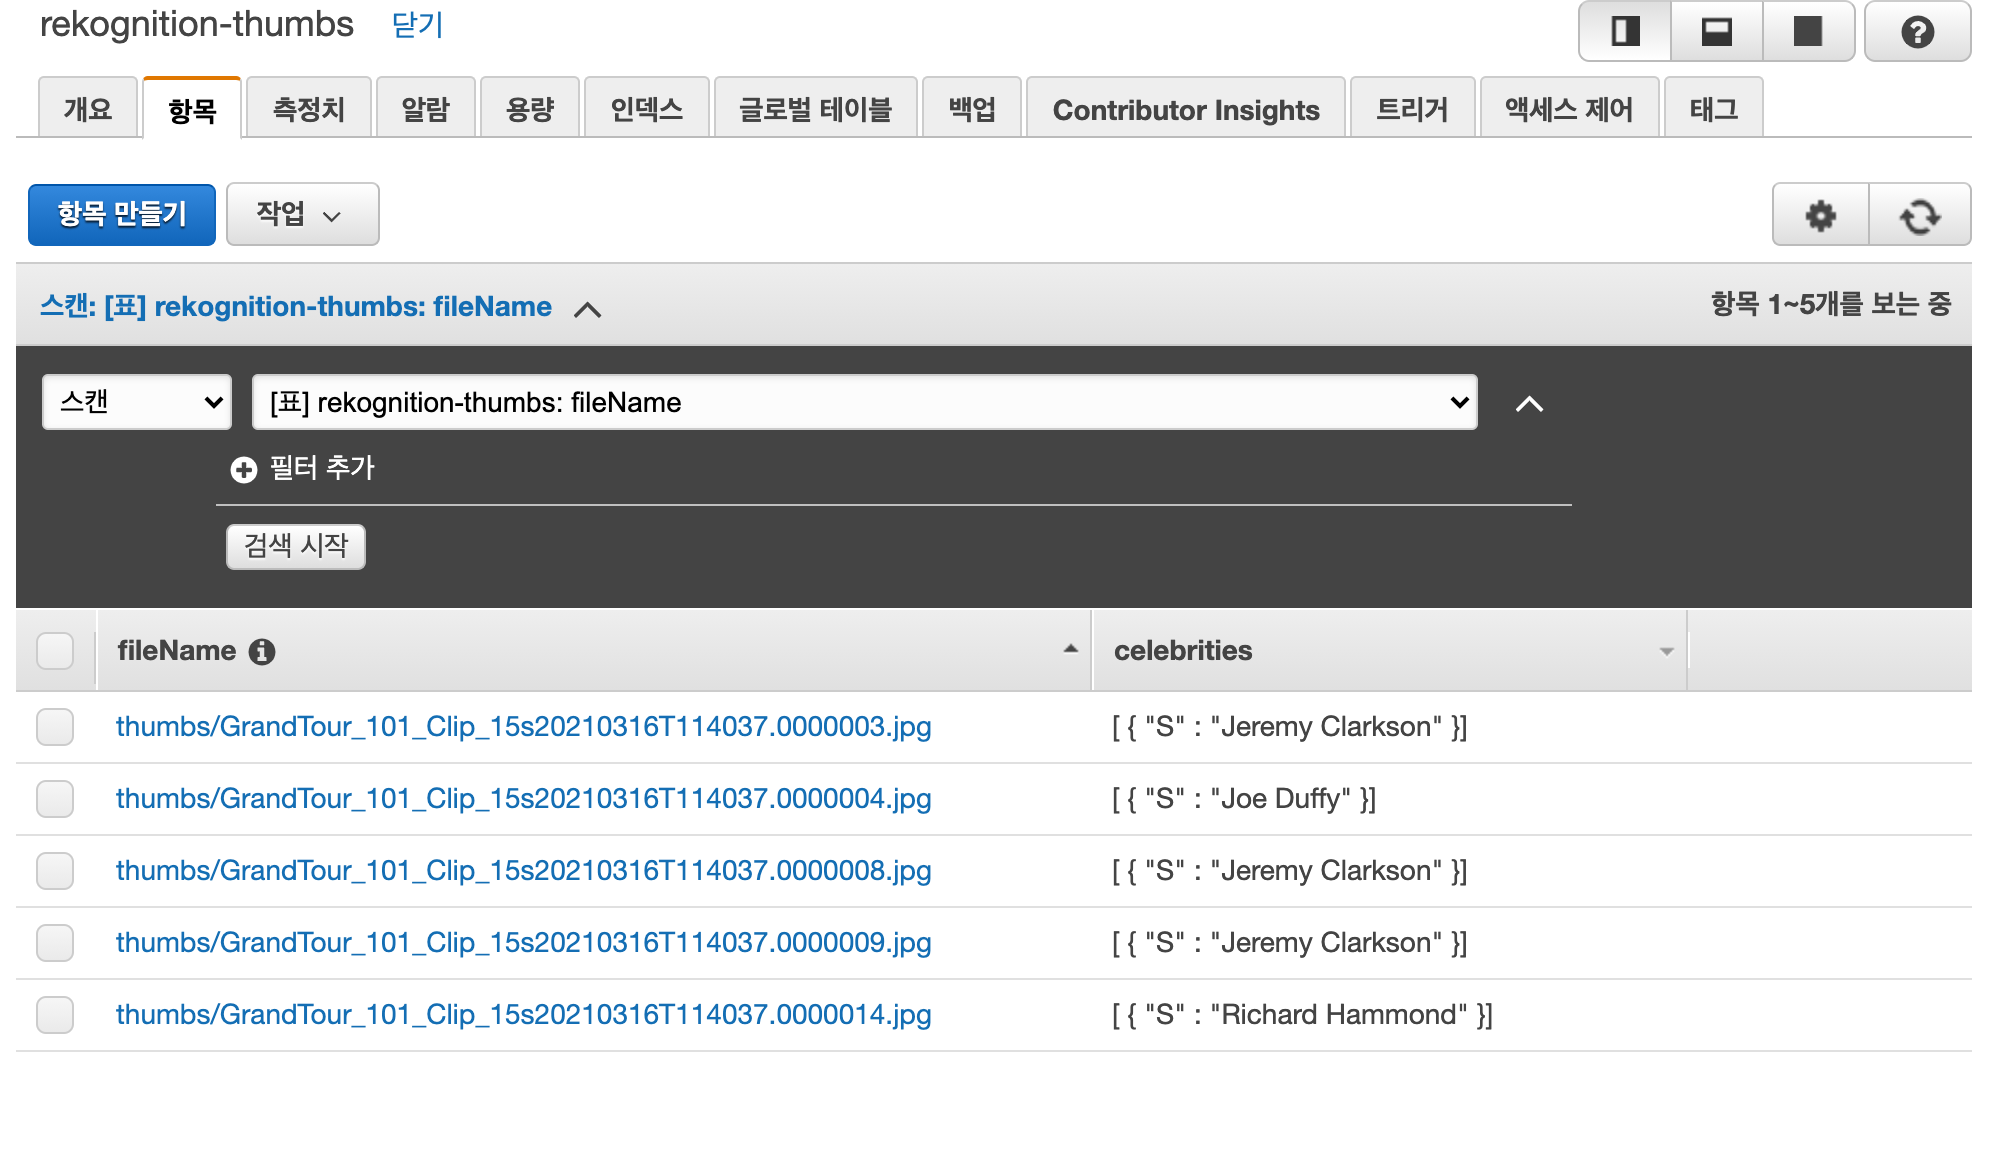 rekognition-thumbs 닫기
개요 항목 측정치 알람 용량 인덱스 글로벌 테이블 백업 Contributor Insights 트리거 액세스 제어 태그
항목 만들기 작업
스캔: [표] rekognition-thumbs: fileName 항목 1~5개를 보는 중
스캔 [표] rekognition-thumbs: fileName
필터 추가
검색 시작
fileName celebrities
thumbs/GrandTour_101_Clip_15s20210316T114037.0000003.jpg [ { "S" : "Jeremy Clarkson" }]
thumbs/GrandTour_101_Clip_15s20210316T114037.0000004.jpg [ { "S" : "Joe Duffy" }]
thumbs/GrandTour_101_Clip_15s20210316T114037.0000008.jpg [ { "S" : "Jeremy Clarkson" }]
thumbs/GrandTour_101_Clip_15s20210316T114037.0000009.jpg [ { "S" : "Jeremy Clarkson" }]
thumbs/GrandTour_101_Clip_15s20210316T114037.0000014.jpg [ { "S" : "Richard Hammond" }]